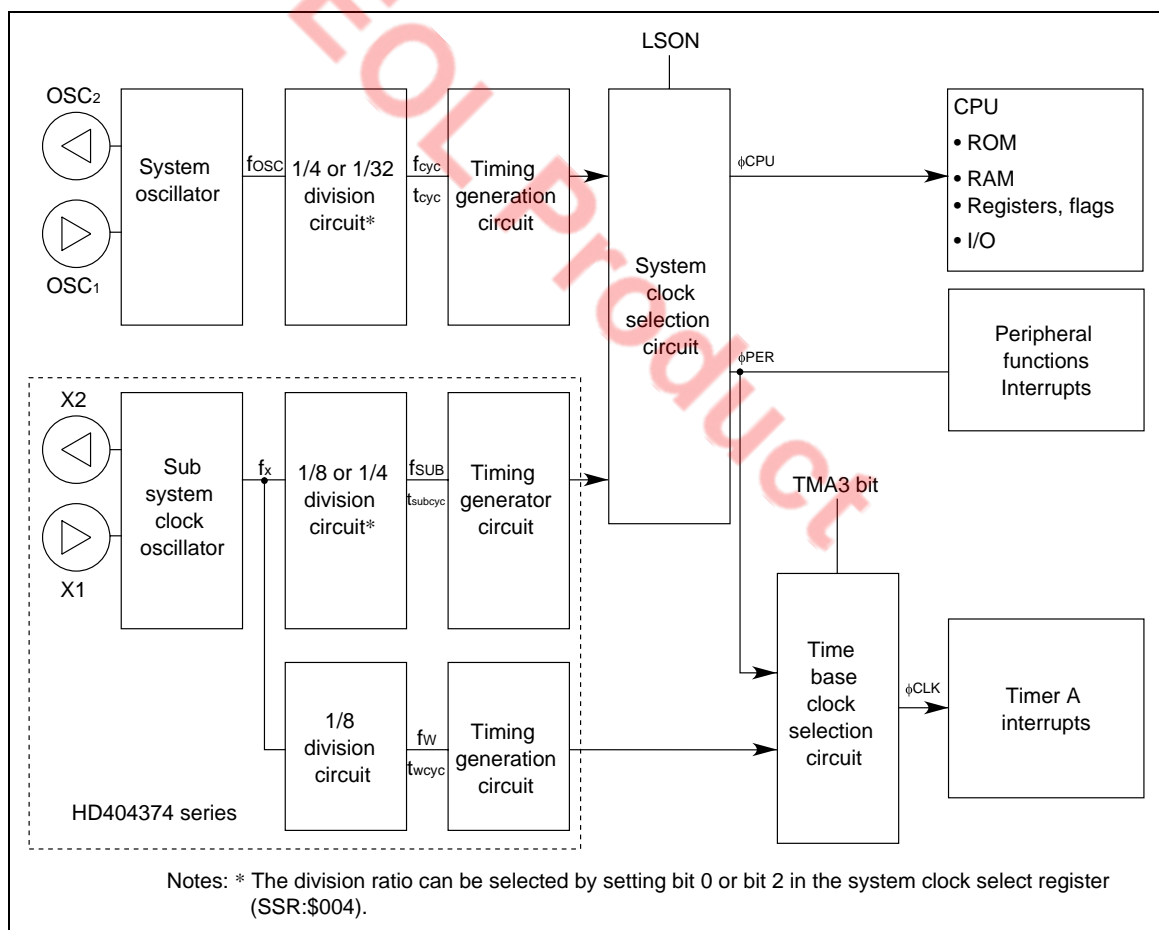 EOL Product
LSON
OSC2
OSC1
System
oscillator
fOSC
1/4 or 1/32
division
circuit*
fcyc
tcyc
Timing
generation
circuit
System
clock
selection
circuit
ϕCPU
CPU
• ROM
• RAM
• Registers, flags
• I/O
ϕPER
Peripheral
functions
Interrupts
X2
X1
Sub
system
clock
oscillator
fx
1/8 or 1/4
division
circuit*
fSUB
tsubcyc
Timing
generator
circuit
TMA3 bit
1/8
division
circuit
fW
twcyc
Timing
generation
circuit
Time
base
clock
selection
circuit
ϕCLK
Timer A
interrupts
HD404374 series
Notes: * The division ratio can be selected by setting bit 0 or bit 2 in the system clock select register
(SSR:$004).